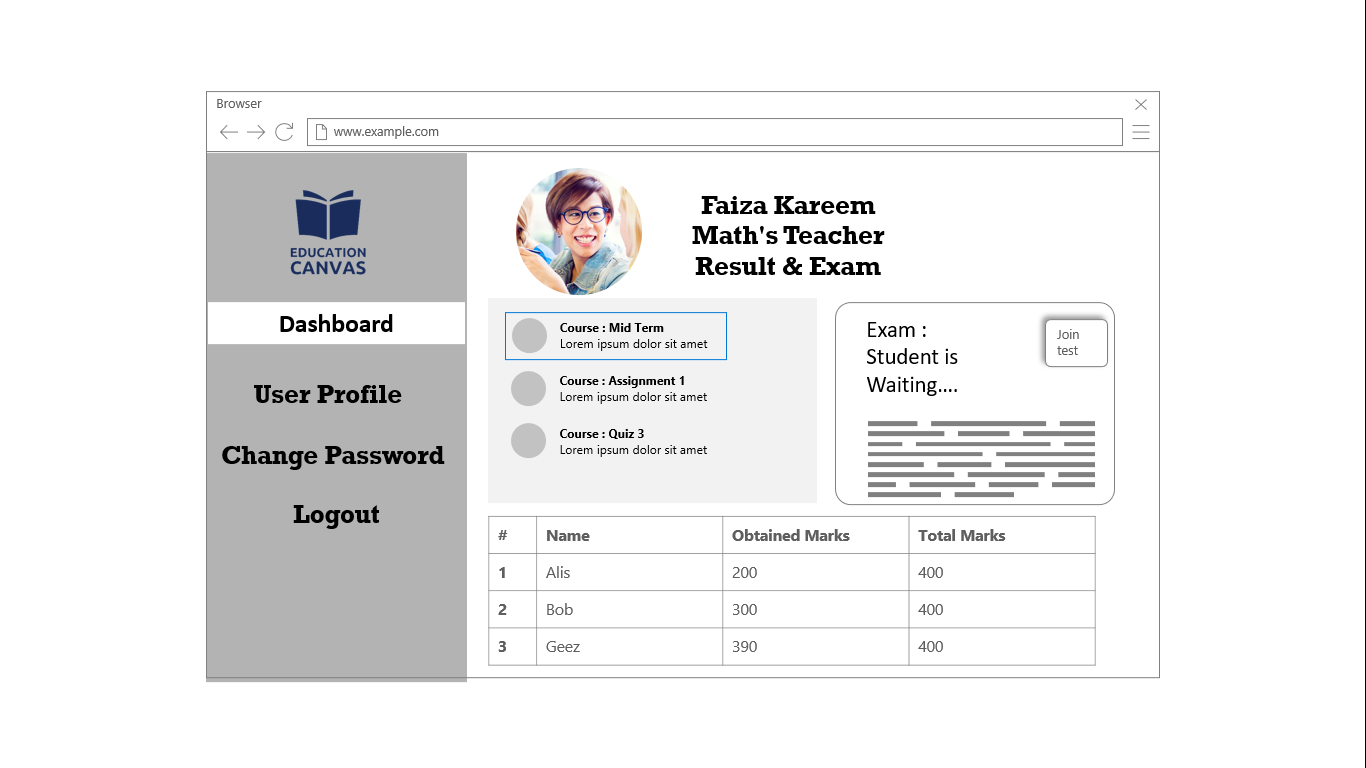 Browser
www.example.com
EDUCATION
CANVAS
Dashboard
User Profile
Change Password
Logout
Faiza Kareem
Math's Teacher
Result & Exam
Course : Mid Term
Lorem ipsum dolor sit amet
Course : Assignment 1
Lorem ipsum dolor sit amet
Course : Quiz 3
Lorem ipsum dolor sit amet
Exam :
Student is
Waiting....
Join
test
# Name Obtained Marks Total Marks
1 Alis 200 400
2 Bob 300 400
3 Geez 390 400